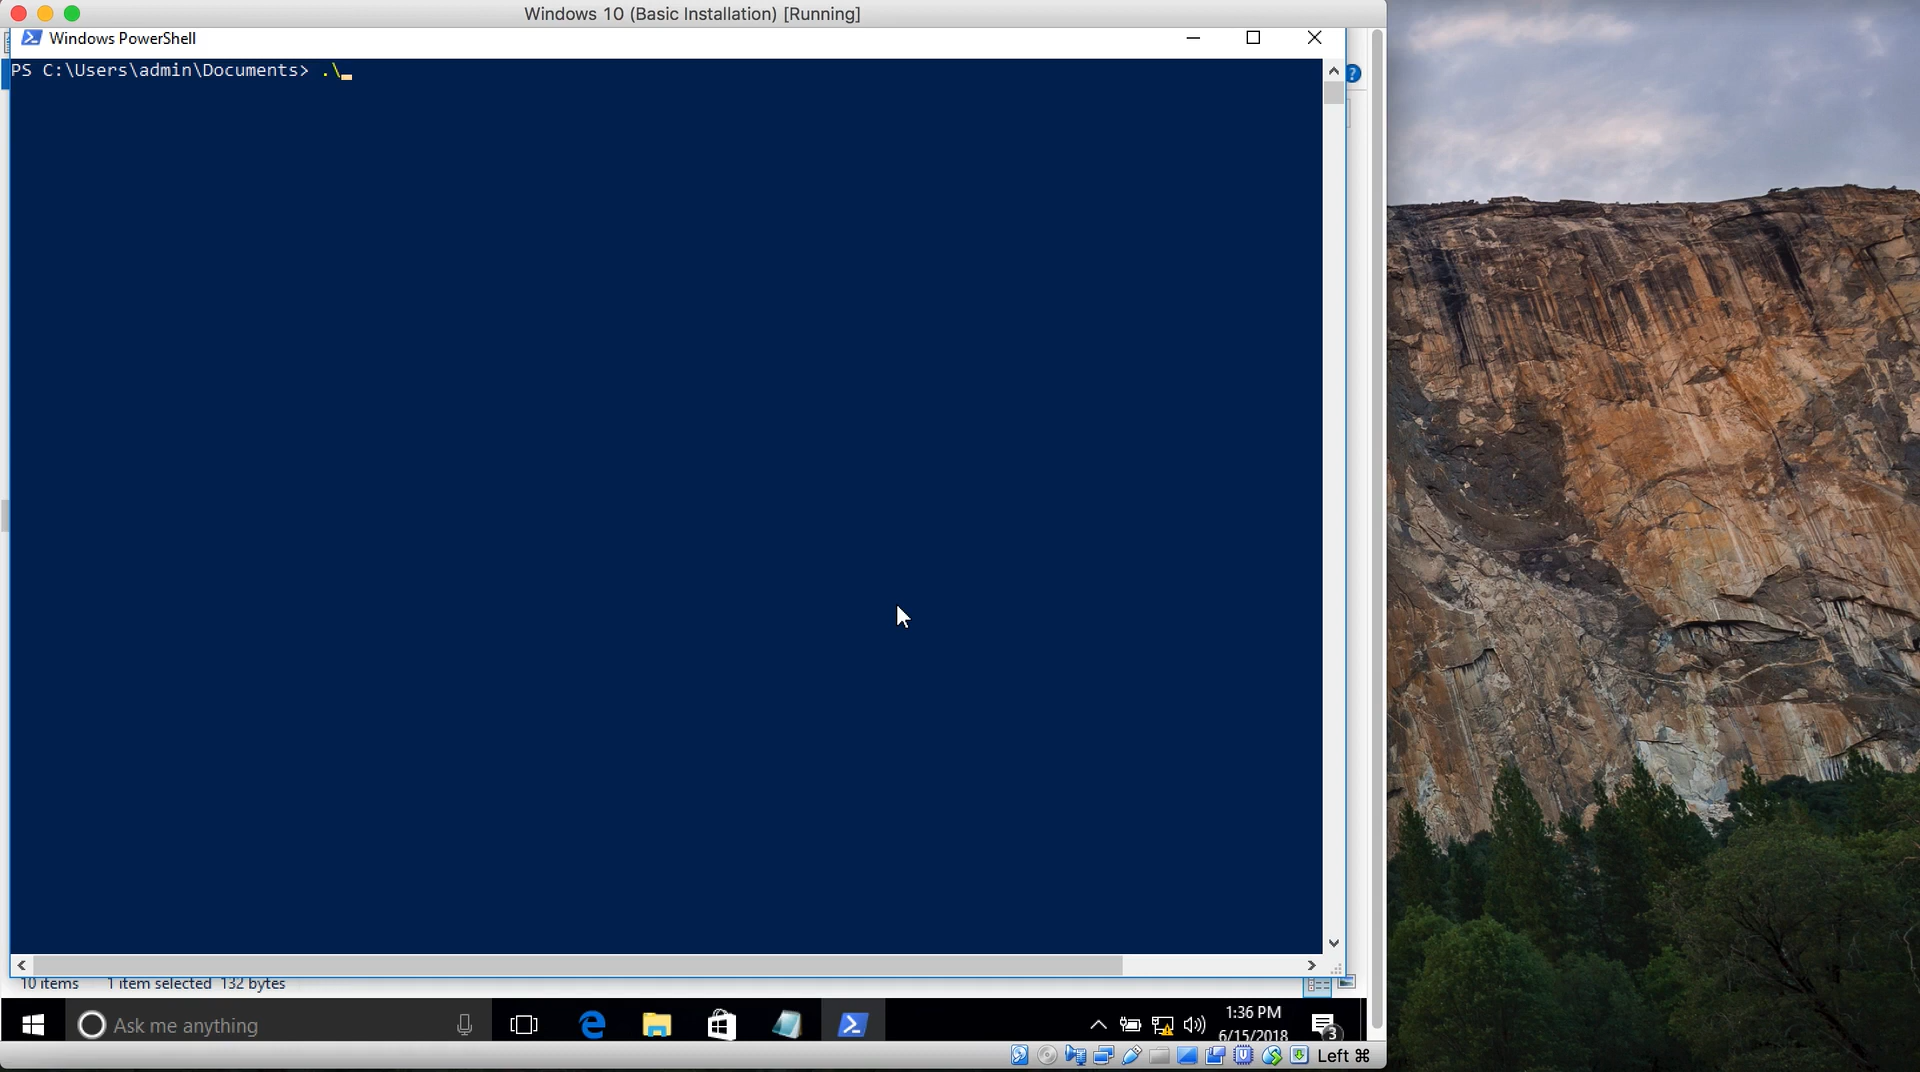 Windows 10 (Basic Installation) [Running]
Windows PowerShell
PS C:\Users\admin\Documents> .\
10 items 1 item selected 132 bytes
Ask me anything
1:36 PM
6/15/2018
3
Left ⌘